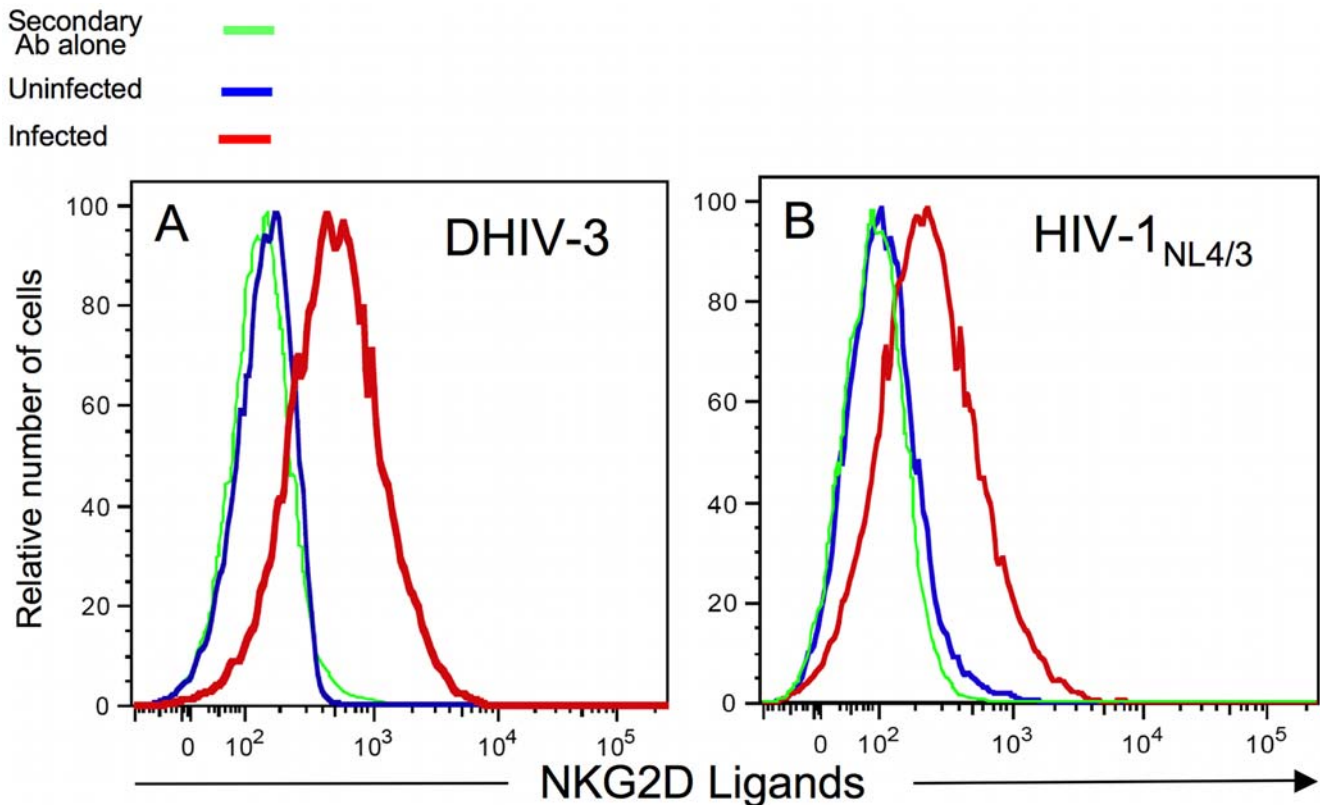 Secondary
Ab alone
Uninfected
Infected
A
DHIV-3
B
HIV-1NL4/3
Relative number of cells
100
80
60
40
20
0
0 10² 10³ 10⁴ 10⁵
100
80
60
40
20
0
0 10² 10³ 10⁴ 10⁵
NKG2D Ligands